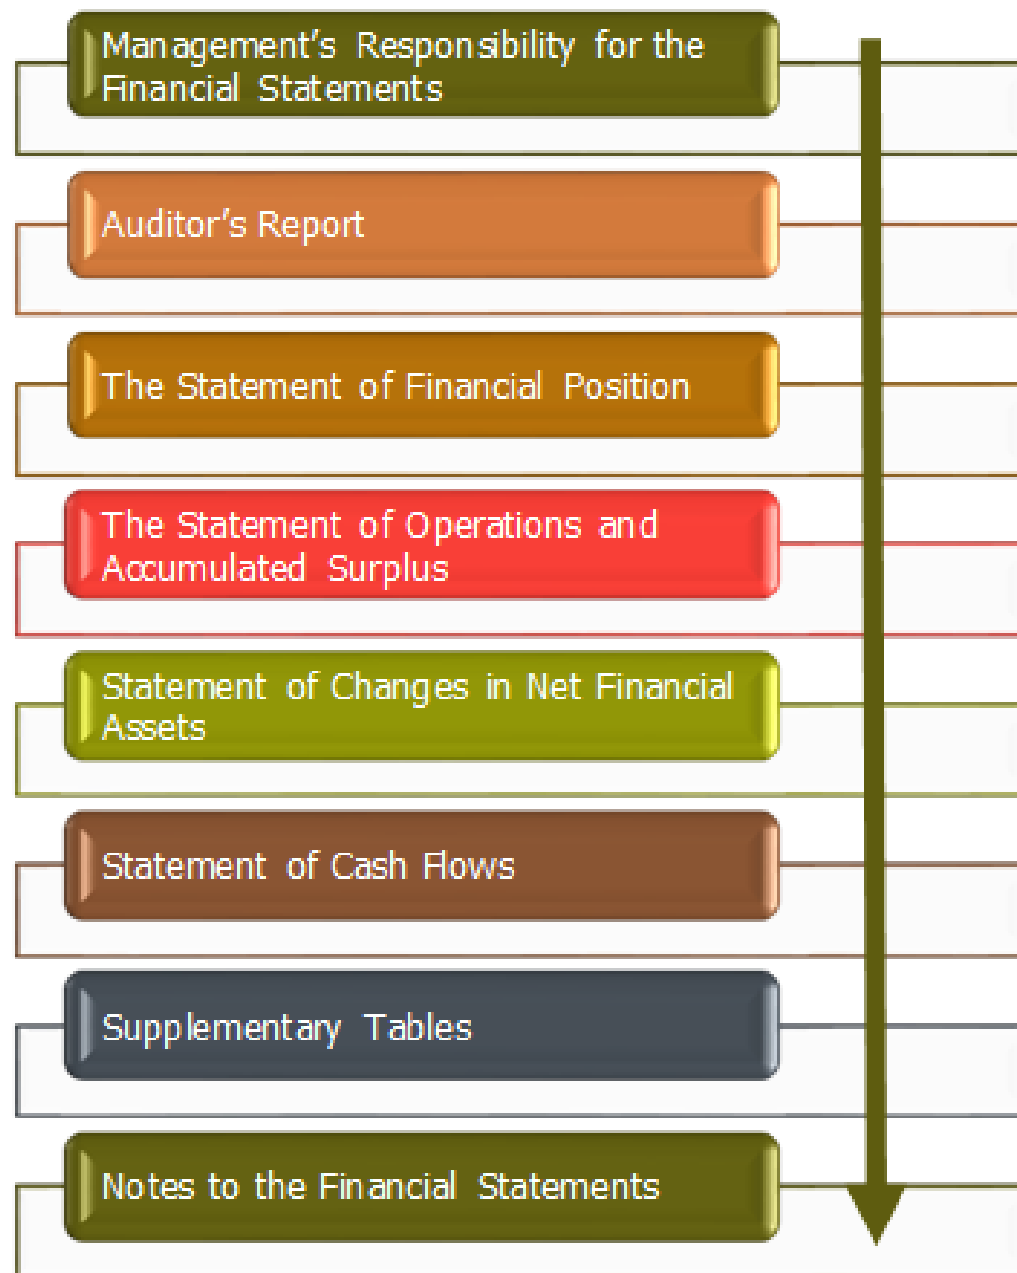 Management's Responsibility for the
Financial Statements
Auditor's Report
The Statement of Financial Position
The Statement of Operations and
Accumulated Surplus
Statement of Changes in Net Financial
Assets
Statement of Cash Flows
Supplementary Tables
Notes to the Financial Statements